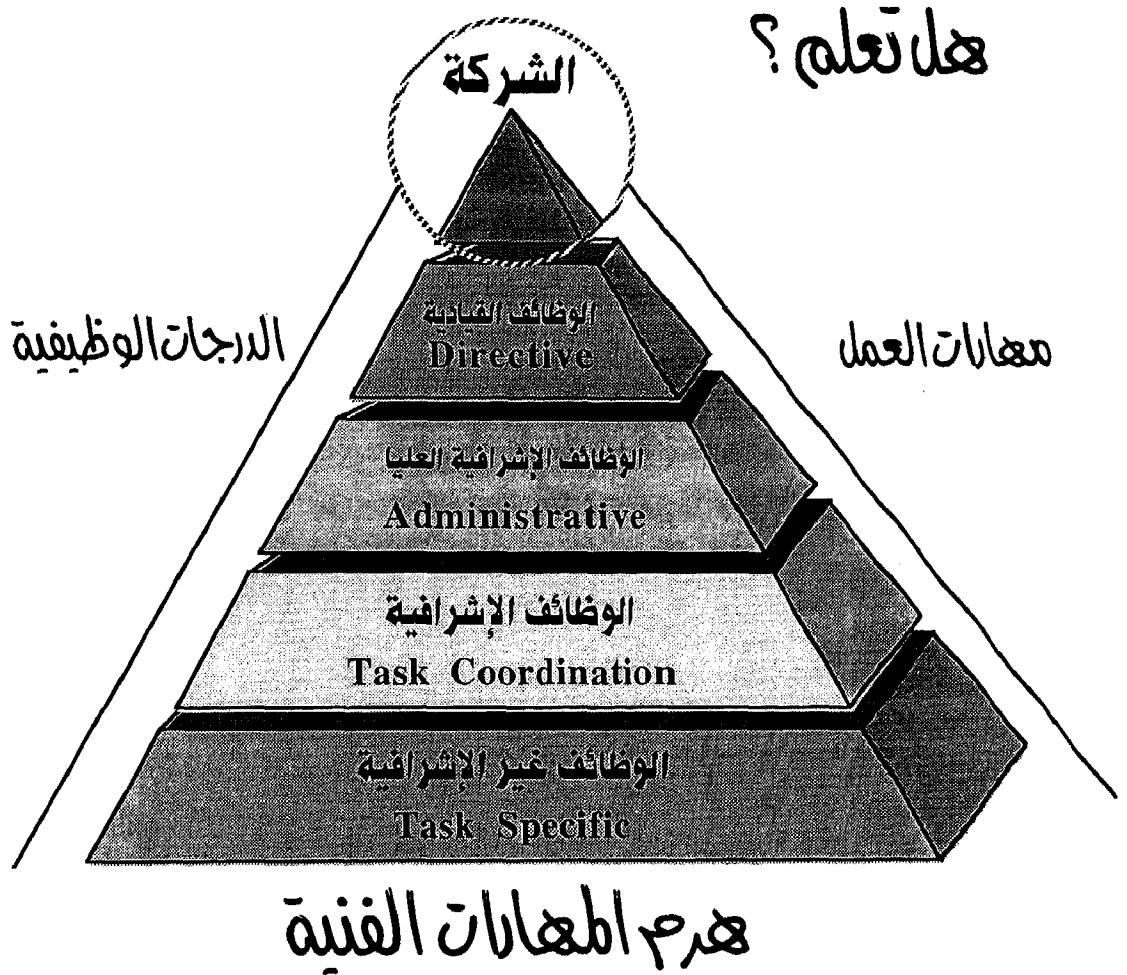 هل تعلم ؟
الشركة
الوظائف القيادية
Directive
مهارات العمل
الدرجات الوظيفية
الوظائف الإشرافية العليا
Administrative
الوظائف الإشرافية
Task Coordination
الوظائف غير الإشرافية
Task Specific
هرم المهارات الفنية